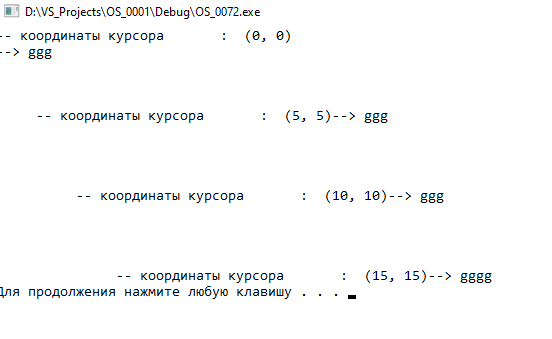 D:\VS_Projects\OS_0001\Debug\OS_0072.exe
-- координаты курсора : (0, 0)
--> ggg
-- координаты курсора : (5, 5)--> ggg
-- координаты курсора : (10, 10)--> ggg
-- координаты курсора : (15, 15)--> gggg
Для продолжения нажмите любую клавишу . . .